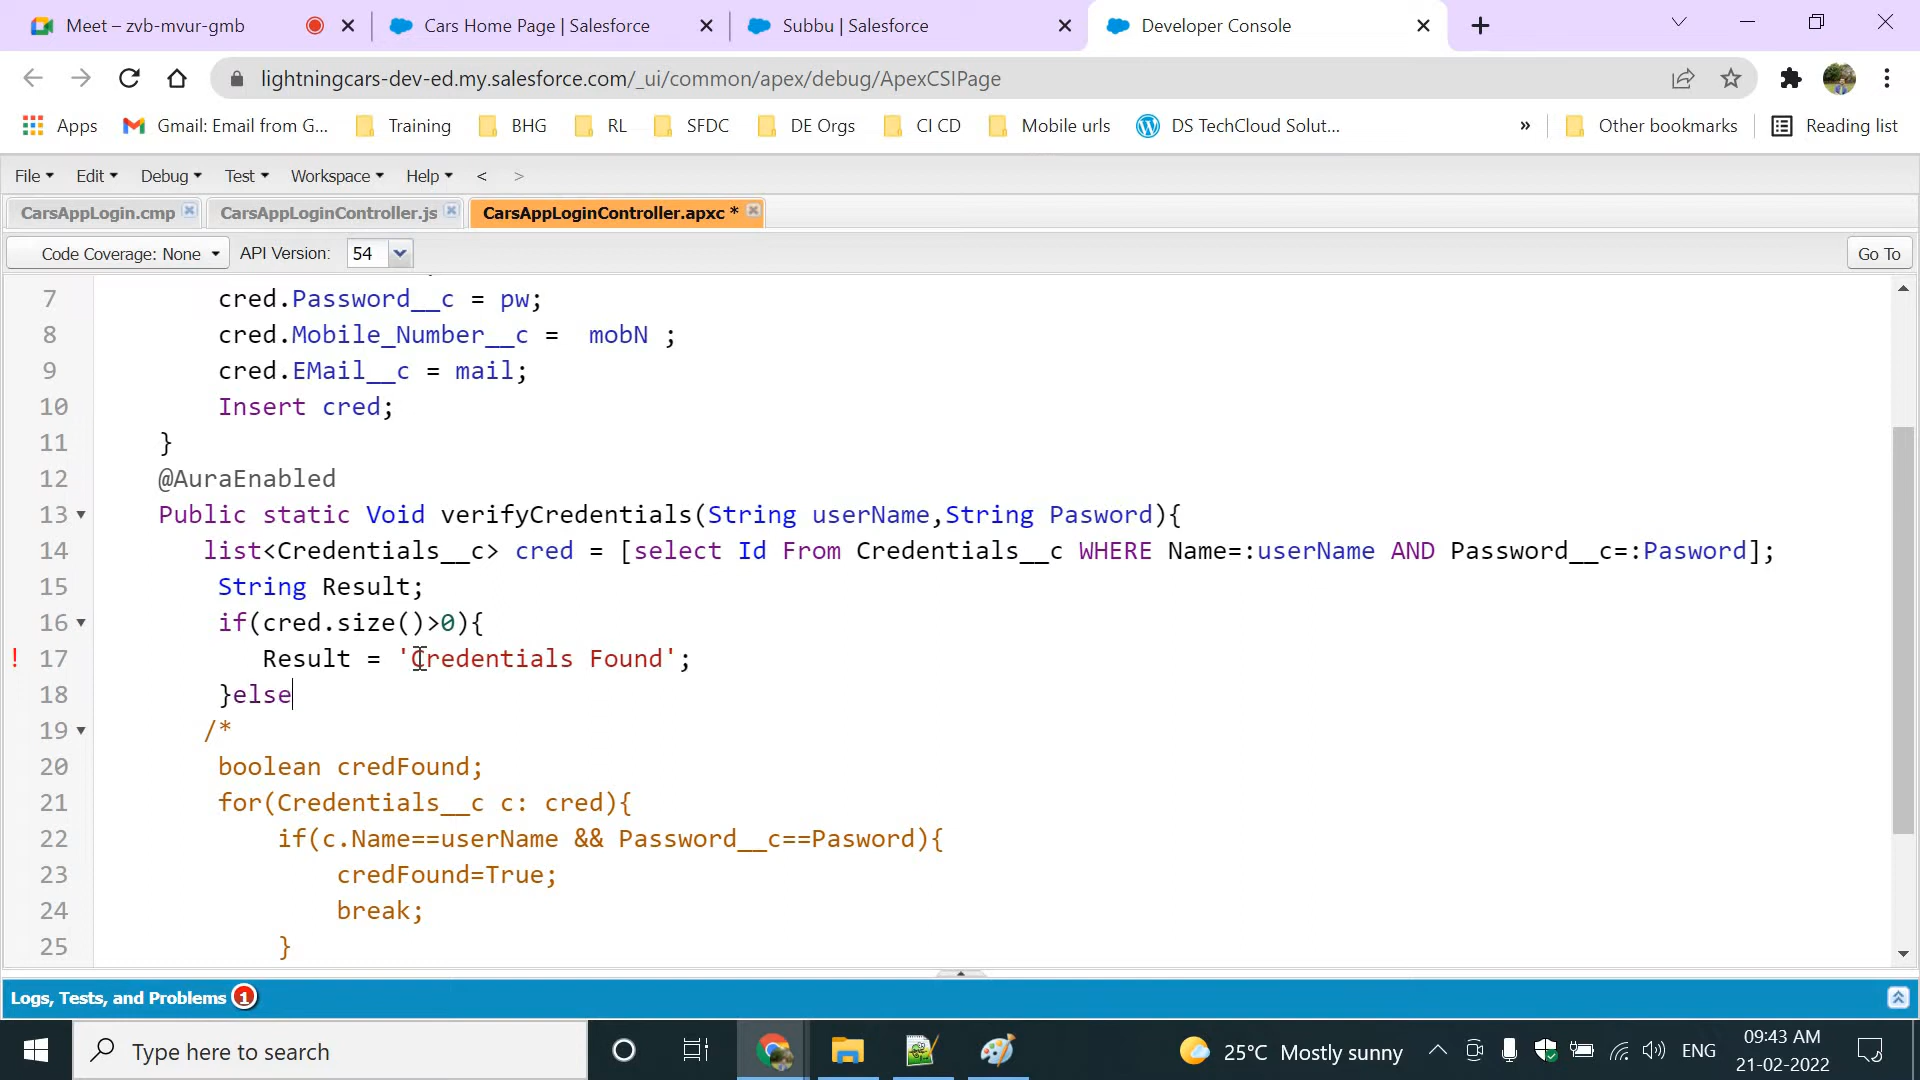 Meet – zvb-mvur-gmb
Cars Home Page | Salesforce
Subbu | Salesforce
Developer Console
lightningcars-dev-ed.my.salesforce.com/_ui/common/apex/debug/ApexCSIPage
Apps
Gmail: Email from G...
Training
BHG
RL
SFDC
DE Orgs
CI CD
Mobile urls
DS TechCloud Solut...
»
Other bookmarks
Reading list
File
Edit
Debug
Test
Workspace
Help
<
>
CarsAppLogin.cmp
CarsAppLoginController.js
CarsAppLoginController.apxc *
Code Coverage: None
API Version:
54
Go To
7 cred.Password__c = pw;
8 cred.Mobile_Number__c = mobN ;
9 cred.EMail__c = mail;
10 Insert cred;
11 }
12 @AuraEnabled
13 Public static Void verifyCredentials(String userName,String Pasword){
14 list<Credentials__c> cred = [select Id From Credentials__c WHERE Name=:userName AND Password__c=:Pasword];
15 String Result;
16 if(cred.size()>0){
! 17 Result = 'Credentials Found';
18 }else
19 /*
20 boolean credFound;
21 for(Credentials__c c: cred){
22 if(c.Name==userName && Password__c==Pasword){
23 credFound=True;
24 break;
25 }
Logs, Tests, and Problems 1
Type here to search
25°C Mostly sunny
ENG
09:43 AM
21-02-2022